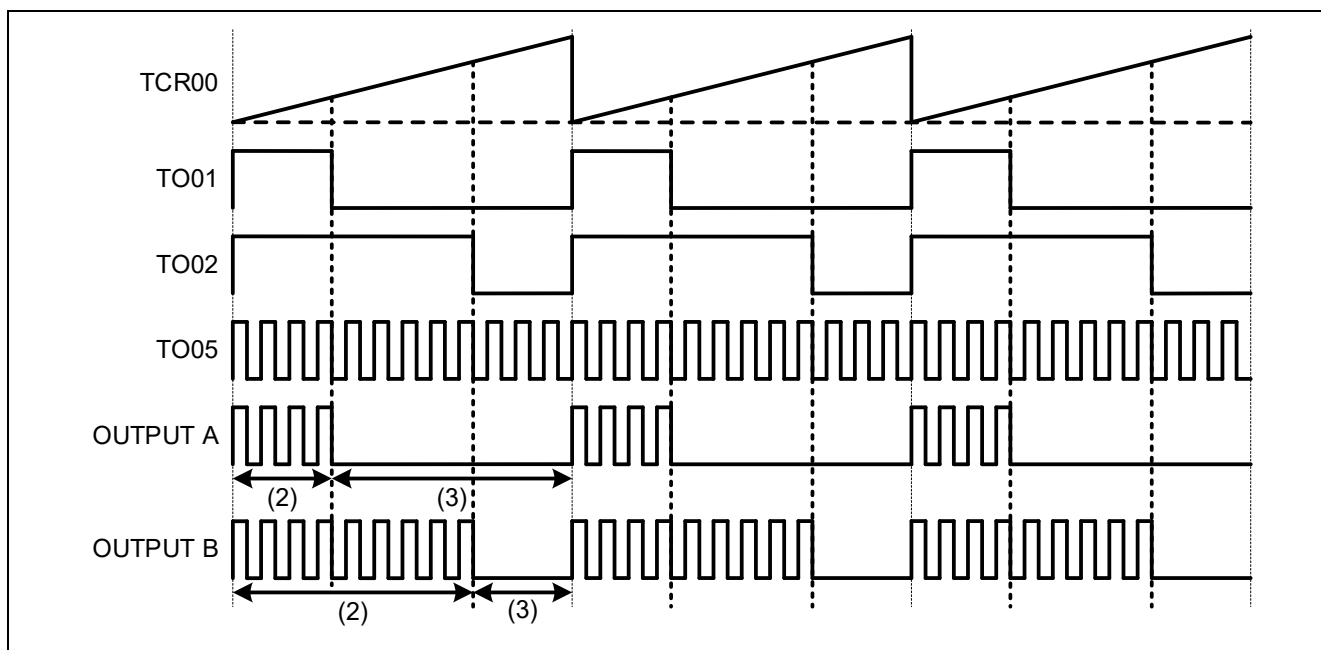 TCR00
TO01
TO02
TO05
OUTPUT A
(2)
(3)
OUTPUT B
(2)
(3)